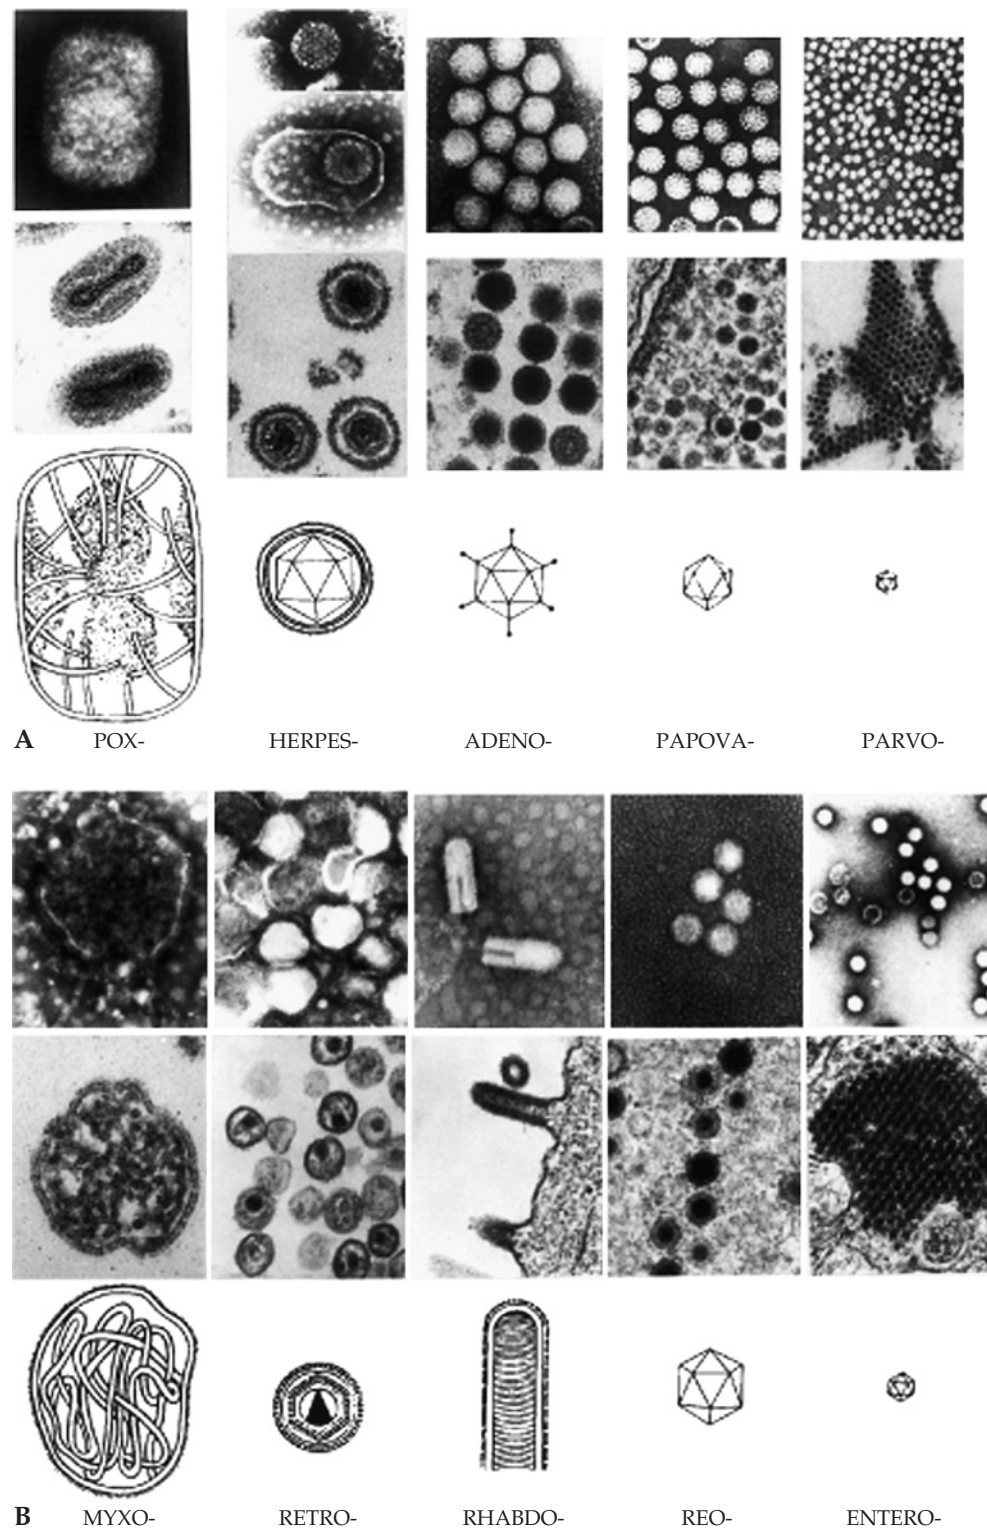 A POX- HERPES- ADENO- PAPOVA- PARVO-
B MYXO- RETRO- RHABDO- REO- ENTERO-